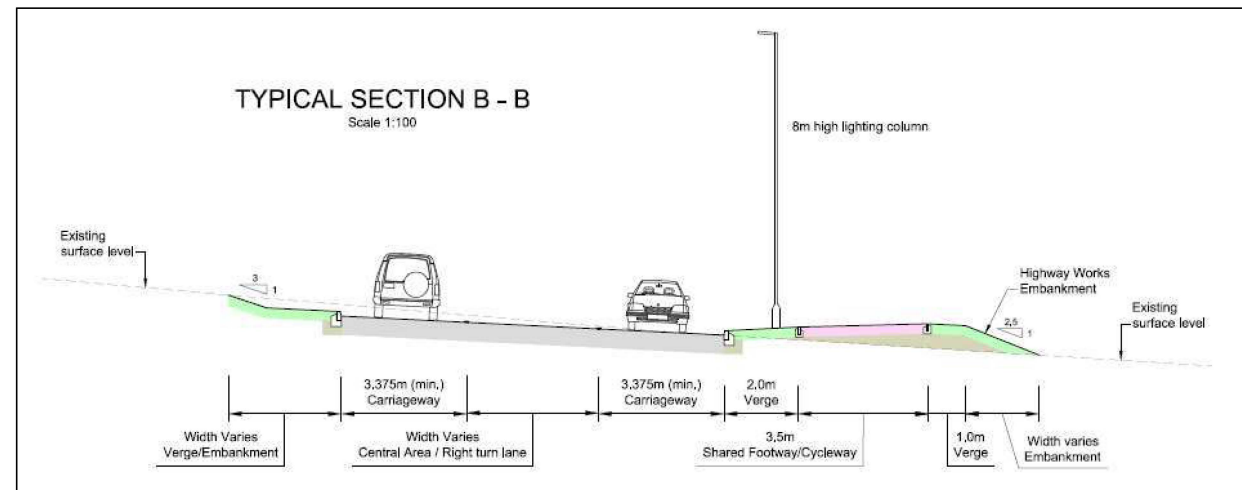 TYPICAL SECTION B - B
Scale 1:100
8m high lighting column
Existing
surface level
3
1
Highway Works
Embankment
2,5
1
Existing
surface level
3.375m (min.)
Carriageway
3.375m (min.)
Carriageway
2.0m
Verge
Width Varies
Verge/Embankment
Width Varies
Central Area / Right turn lane
3,5m
Shared Footway/Cycleway
1,0m
Verge
Width varies
Embankment